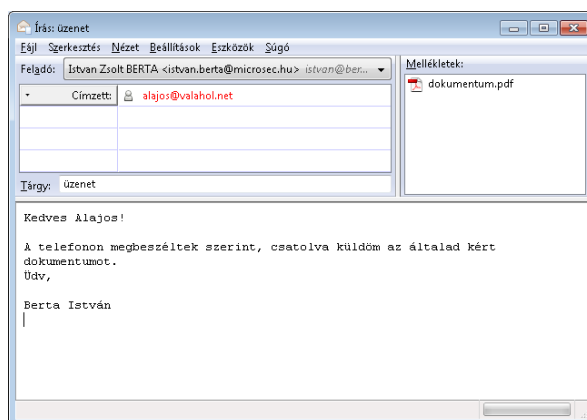 Írás: üzenet
Fájl Szerkesztés Nézet Beállítások Eszközök Súgó
Feladó: Istvan Zsolt BERTA <istvan.berta@microsec.hu> istvan@ber...
Mellékletek:
dokumentum.pdf
Címzett: alajos@valahol.net
Tárgy: üzenet
Kedves Alajos!
A telefonon megbeszéltek szerint, csatolva küldöm az általad kért
dokumentumot.
Üdv,
Berta István